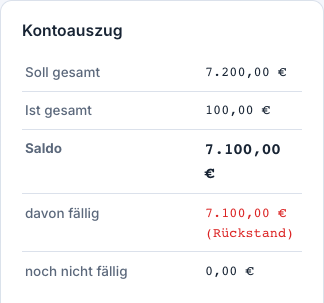 Kontoauszug
Soll gesamt 7.200,00 €
Ist gesamt 100,00 €
Saldo 7.100,00
€
davon fällig 7.100,00 €
(Rückstand)
noch nicht fällig 0,00 €